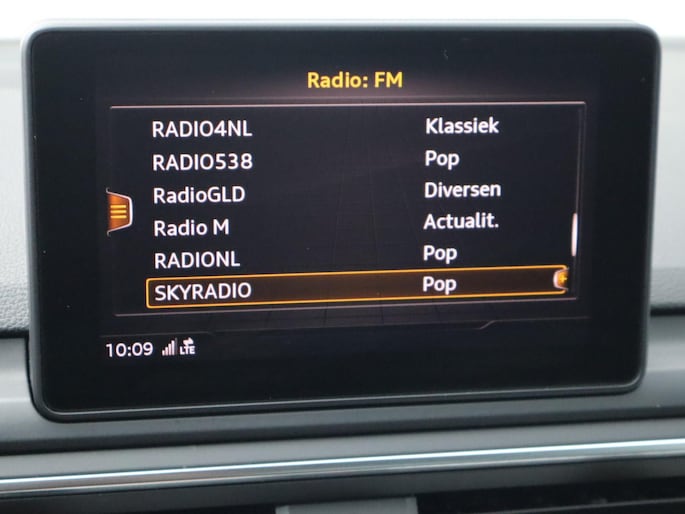 Radio: FM
RADIO4NL Klassiek
RADIO538 Pop
RadioGLD Diversen
Radio M Actualit.
RADIONL Pop
SKYRADIO Pop
10:09 LTE